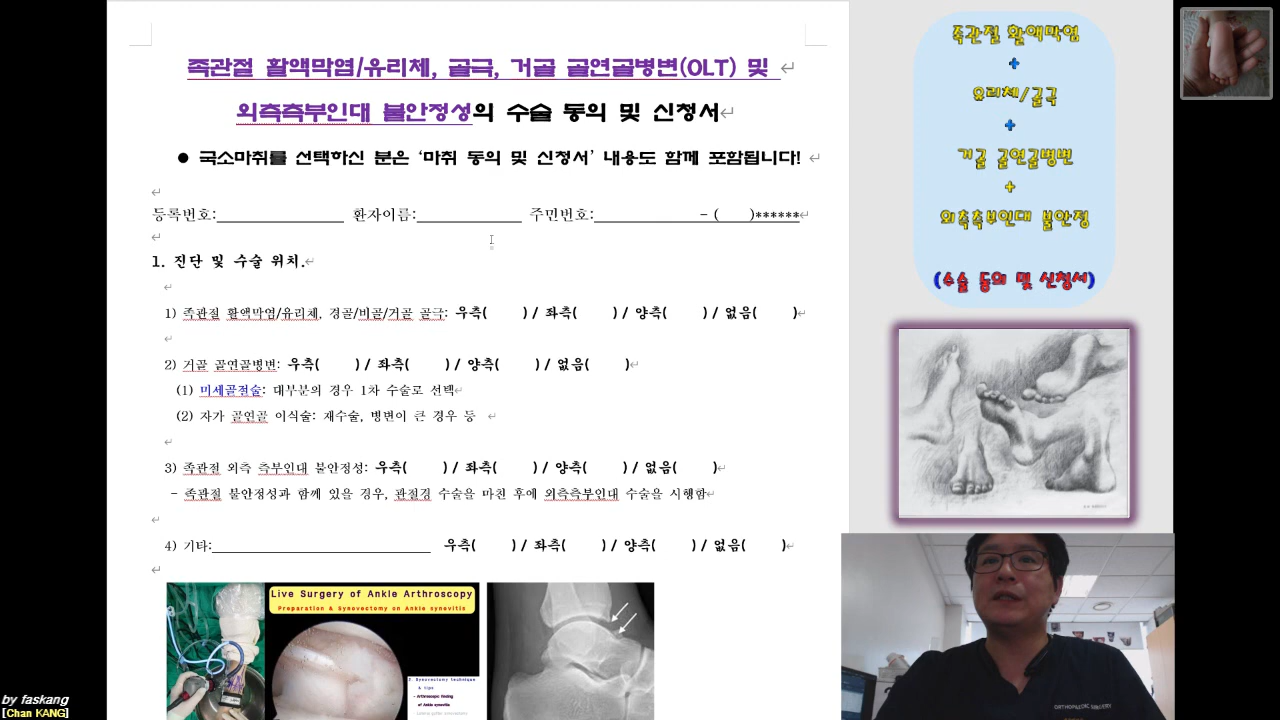 족관절 활액막염/유리체, 골극, 거골 골연골병변(OLT) 및
외측측부인대 불안정성의 수술 동의 및 신청서
● 국소마취를 선택하신 분은 ‘마취 동의 및 신청서’ 내용도 함께 포함됩니다!
등록번호:____________ 환자이름:____________ 주민번호:____________ - ( )******
1. 진단 및 수술 위치.
1) 족관절 활액막염/유리체, 경골/비골/거골 골극: 우측( ) / 좌측( ) / 양측( ) / 없음( )
2) 거골 골연골병변: 우측( ) / 좌측( ) / 양측( ) / 없음( )
(1) 미세골절술: 대부분의 경우 1차 수술로 선택
(2) 자가 골연골 이식술: 재수술, 병변이 큰 경우 등
3) 족관절 외측 측부인대 불안정성: 우측( ) / 좌측( ) / 양측( ) / 없음( )
- 족관절 불안정성과 함께 있을 경우, 관절경 수술을 마친 후에 외측측부인대 수술을 시행함
4) 기타:____________ 우측( ) / 좌측( ) / 양측( ) / 없음( )
Live Surgery of Ankle Arthroscopy
Preparation & Synovectomy on Ankle synovitis
2. Synovectomy technique
& tips
- Arthroscopic finding
of Ankle synovitis
족관절 활액막염
+
유리체/골극
+
거골 골연골병변
+
외측측부인대 불안정
(수술 동의 및 신청서)
ORTHOPAEDIC SURGERY
by faskang
[Chan KANG]